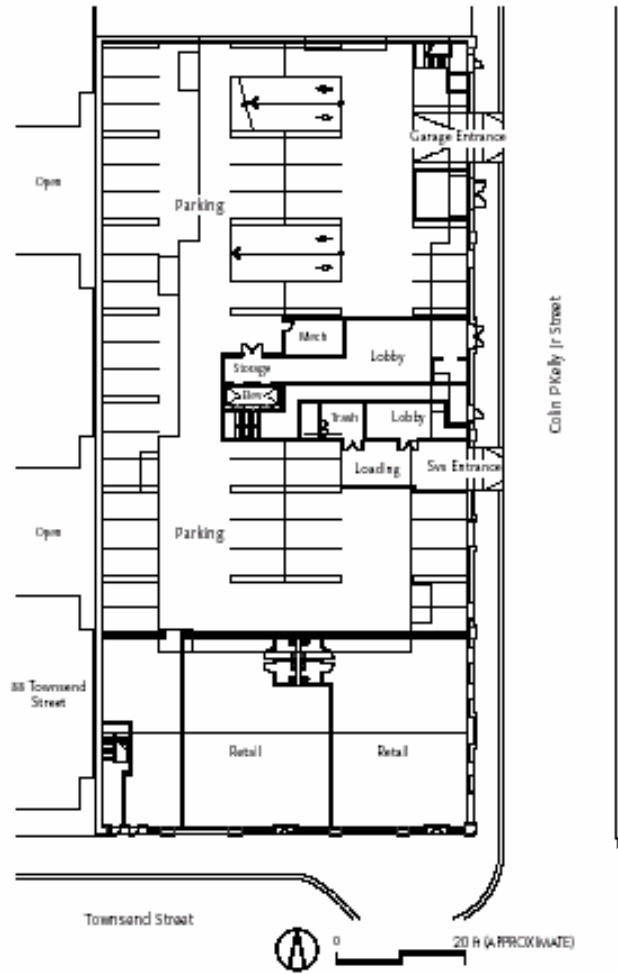 Garage Entrance
Open
Parking
Colin P Kelly Jr Street
Mech
Lobby
Storage
Elev
Trash
Lobby
Loading
Svs Entrance
Open
Parking
88 Townsend
Street
Retail
Retail
Townsend Street
0
20 ft (APPROXIMATE)